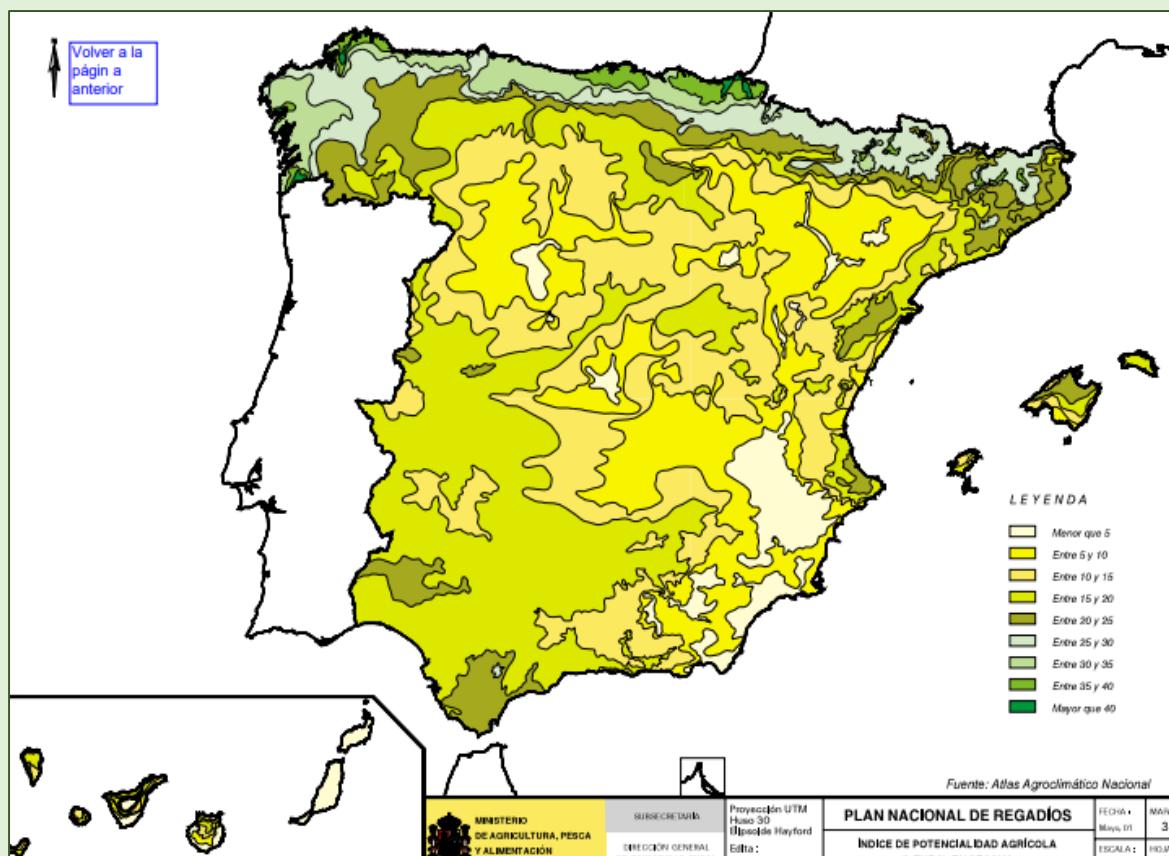 Volver a la
págin a
anterior
LEYENDA
Menor que 5
Entre 5 y 10
Entre 10 y 15
Entre 15 y 20
Entre 20 y 25
Entre 25 y 30
Entre 30 y 35
Entre 35 y 40
Mayor que 40
Fuente: Atlas Agroclimático Nacional
MINISTERIO
DE AGRICULTURA, PESCA
Y ALIMENTACIÓN
SUBSECRETARÍA
DIRECCIÓN GENERAL
Proyección UTM
Huso 30
Elipsoide Hayford
Edita :
PLAN NACIONAL DE REGADÍOS
ÍNDICE DE POTENCIALIDAD AGRÍCOLA
FECHA :
Mayo, 01
ESCALA :
3